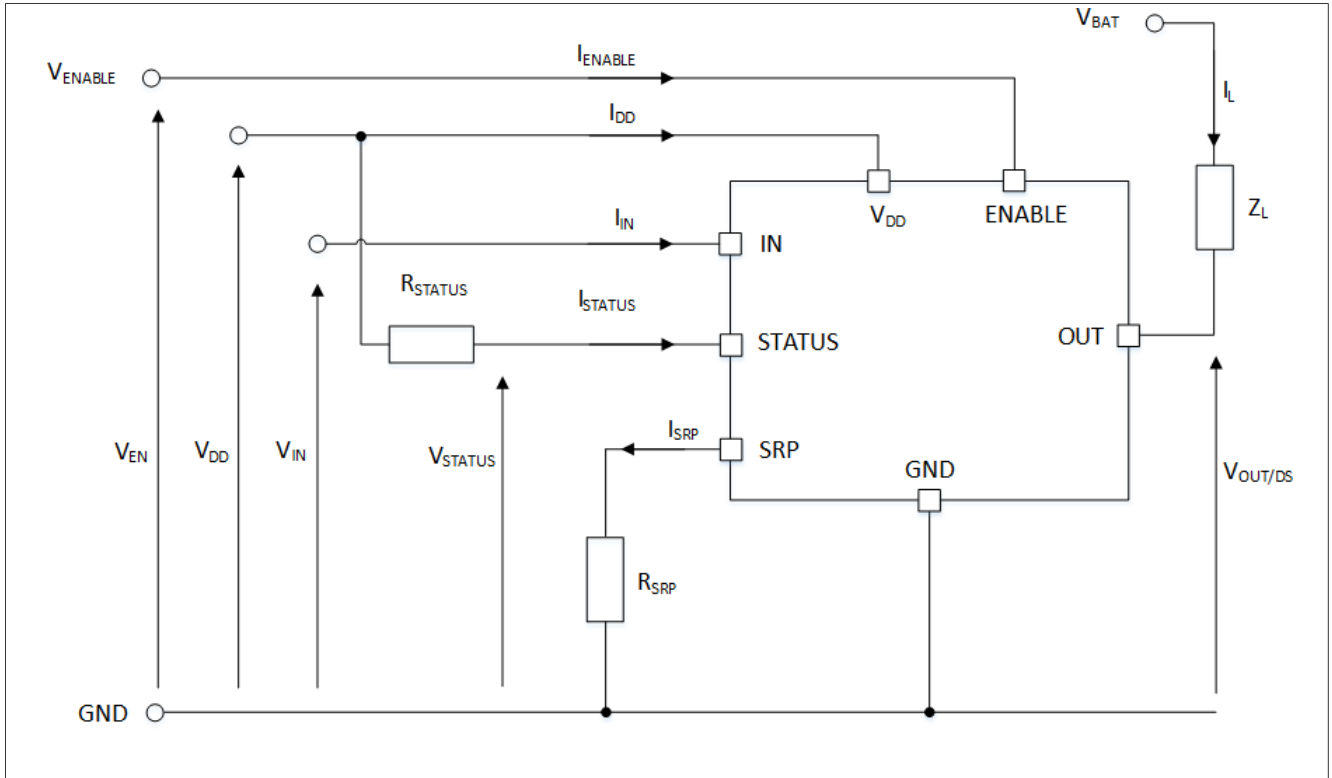 VBAT
VENABLE
IENABLE
IL
IDD
VDD
ENABLE
ZL
IIN
IN
RSTATUS
ISTATUS
STATUS
OUT
ISRP
SRP
GND
VEN
VDD
VIN
VSTATUS
VOUT/DS
RSRP
GND